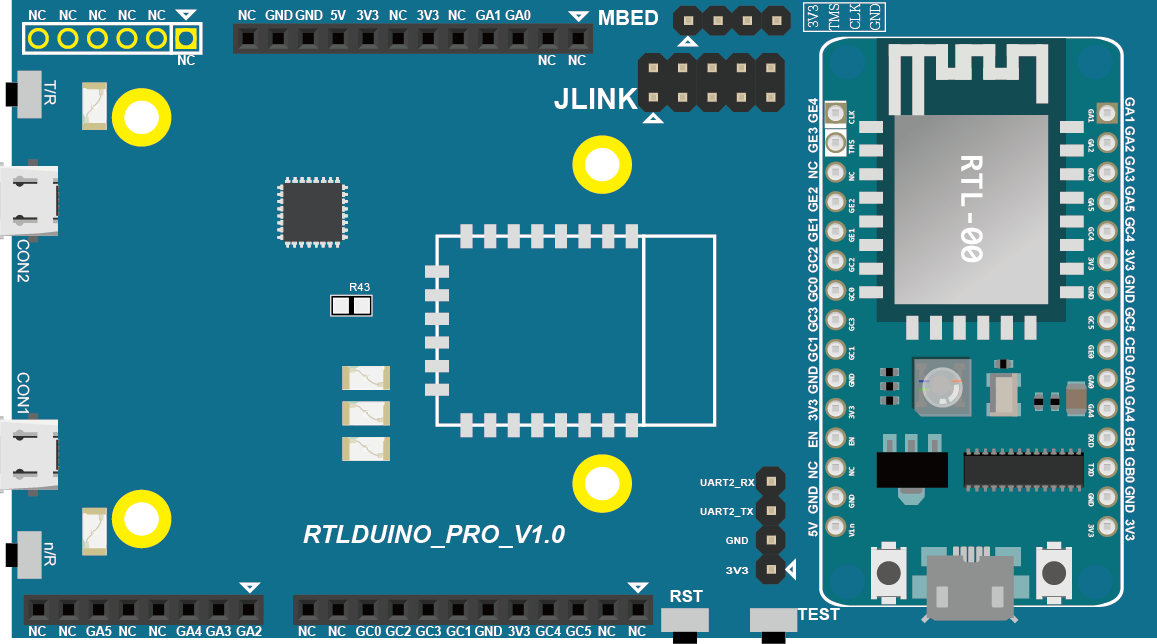 NC NC NC NC NC
NC
NC GND GND 5V 3V3 NC 3V3 NC GA1 GA0
NC NC
MBED
3V3
TMS
CLK
GND
JLINK
T/R
CON2
R43
CON1
n/R
RTLDUINO_PRO_V1.0
UART2_RX
UART2_TX
GND
3V3
NC NC GA5 NC NC GA4 GA3 GA2
NC NC GC0 GC2 GC3 GC1 GND 3V3 GC4 GC5 NC NC
RST
TEST
GE4
GE3
NC
GE2
GE1
GC2
GC0
GC3
GC1
GND
3V3
EN
NC
GND
5V
CLK
TMS
NC
GE2
GE1
GC2
GC0
GC3
GC1
GND
3V3
EN
NC
GND
Vin
RTL-00
GA1
GA2
GA3
GA5
GC4
3V3
GND
GC5
GE0
GA0
GA4
RXD
TXD
GND
3V3
GA1
GA2
GA3
GA5
GC4
3V3
GND
GC5
CE0
GA0
GA4
GB1
GB0
GND
3V3